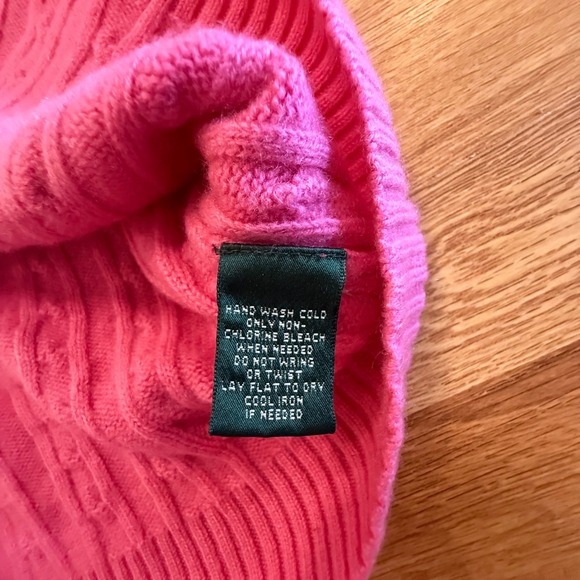 HAND WASH COLD
ONLY NON-
CHLORINE BLEACH
WHEN NEEDED
DO NOT WRING
OR TWIST
LAY FLAT TO DRY
COOL IRON
IF NEEDED